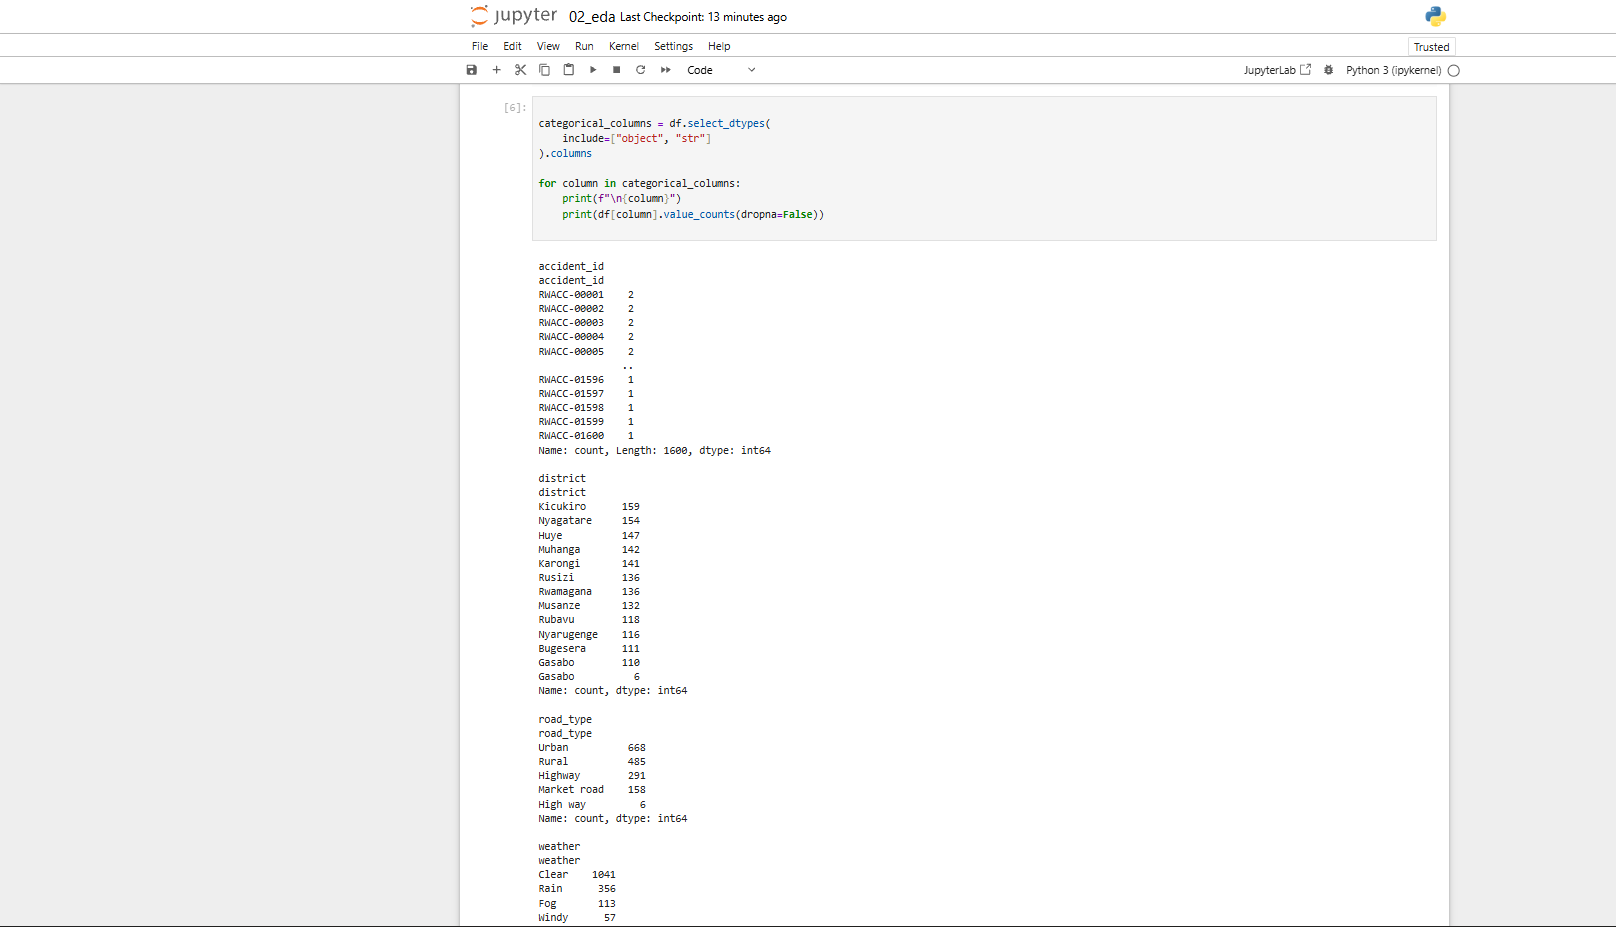 jupyter 02_eda Last Checkpoint: 13 minutes ago
File Edit View Run Kernel Settings Help
Trusted
Code
JupyterLab
Python 3 (ipykernel)
[6]:
categorical_columns = df.select_dtypes(
    include=["object", "str"]
).columns
for column in categorical_columns:
    print(f"\n{column}")
    print(df[column].value_counts(dropna=False))
accident_id
accident_id
RWACC-00001    2
RWACC-00002    2
RWACC-00003    2
RWACC-00004    2
RWACC-00005    2
..
RWACC-01596    1
RWACC-01597    1
RWACC-01598    1
RWACC-01599    1
RWACC-01600    1
Name: count, Length: 1600, dtype: int64
district
district
Kicukiro      159
Nyagatare     154
Huye          147
Muhanga       142
Karongi       141
Rusizi        136
Rwamagana     136
Musanze       132
Rubavu        118
Nyarugenge    116
Bugesera      111
Gasabo        110
Gasabo          6
Name: count, dtype: int64
road_type
road_type
Urban          668
Rural          485
Highway        291
Market road    158
High way         6
Name: count, dtype: int64
weather
weather
Clear    1041
Rain      356
Fog       113
Windy      57